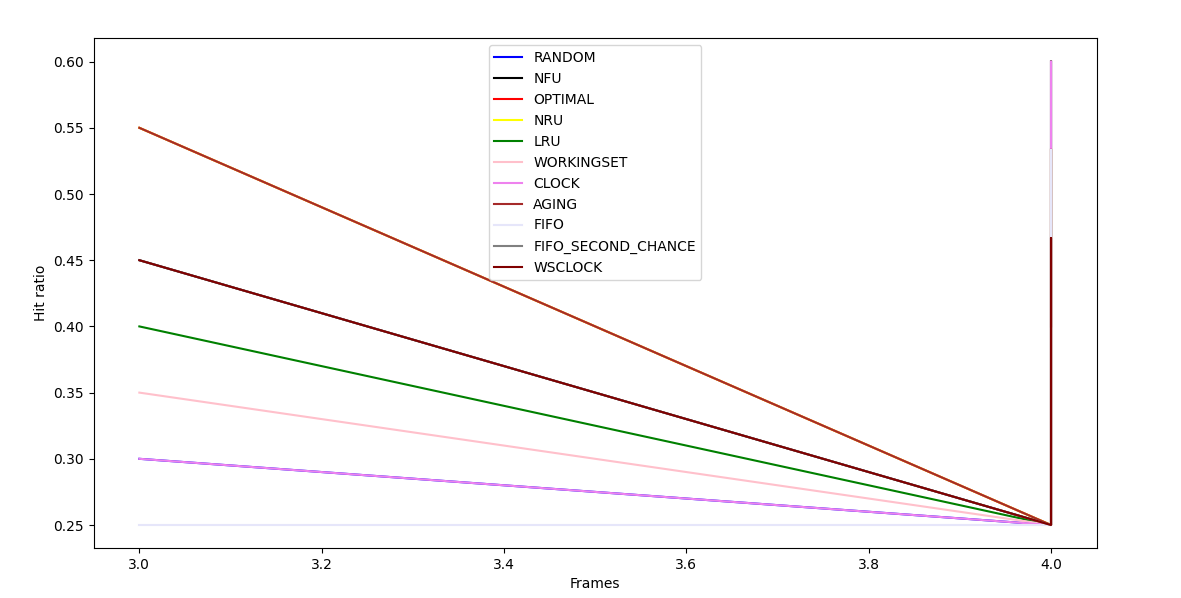 0.60
0.55
0.50
0.45
0.40
0.35
0.30
0.25
Hit ratio
RANDOM
NFU
OPTIMAL
NRU
LRU
WORKINGSET
CLOCK
AGING
FIFO
FIFO_SECOND_CHANCE
WSCLOCK
3.0 3.2 3.4 3.6 3.8 4.0
Frames